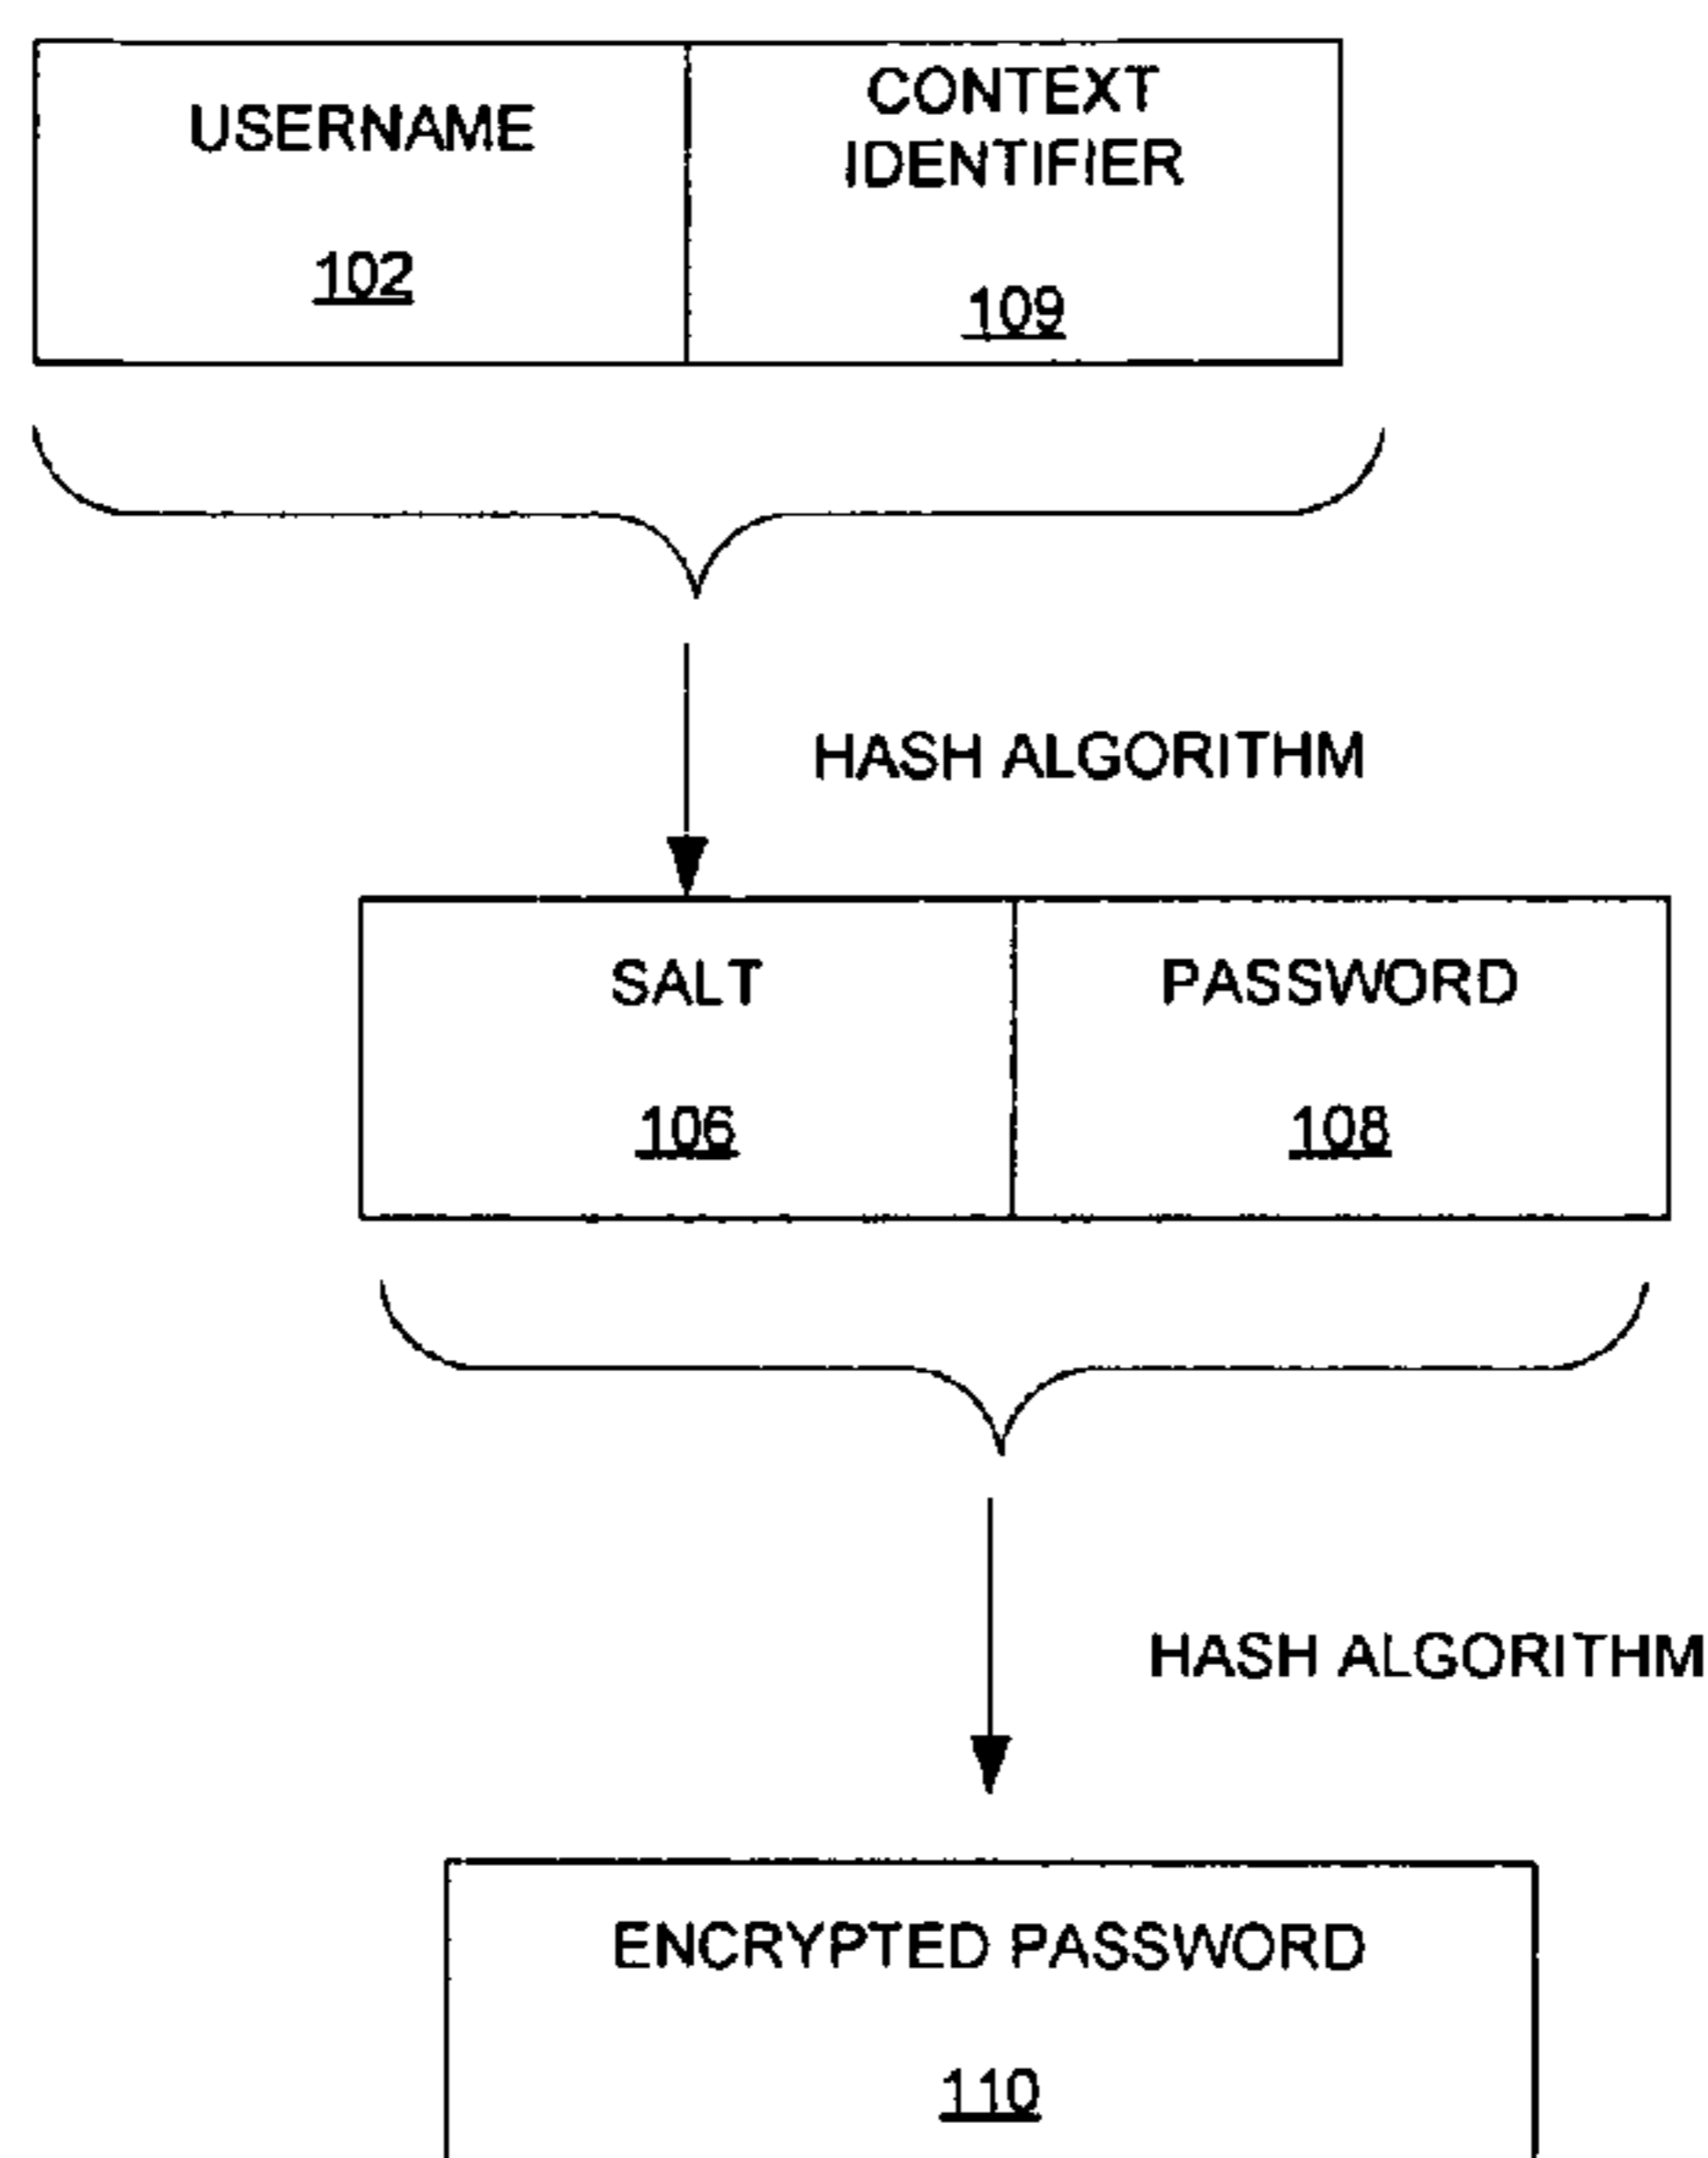 USERNAME
102
CONTEXT
IDENTIFIER
109
HASH ALGORITHM
SALT
106
PASSWORD
108
HASH ALGORITHM
ENCRYPTED PASSWORD
110